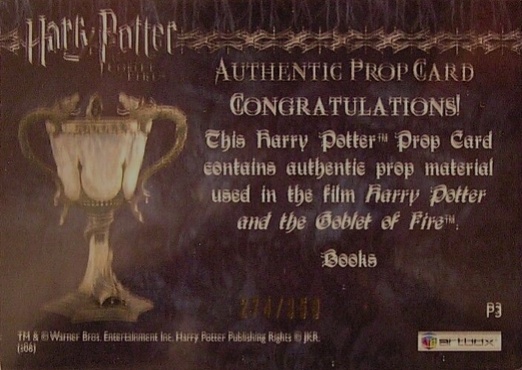 Harry Potter
GOBLET
OF FIRE
AUTHENTIC PROP CARD
CONGRATULATIONS!
This Harry Potter™ Prop Card
contains authentic prop material
used in the film Harry Potter
and the Goblet of Fire™.
Books
P3
TM & © Warner Bros. Entertainment Inc. Harry Potter Publishing Rights © JKR.
(s06)
artbox